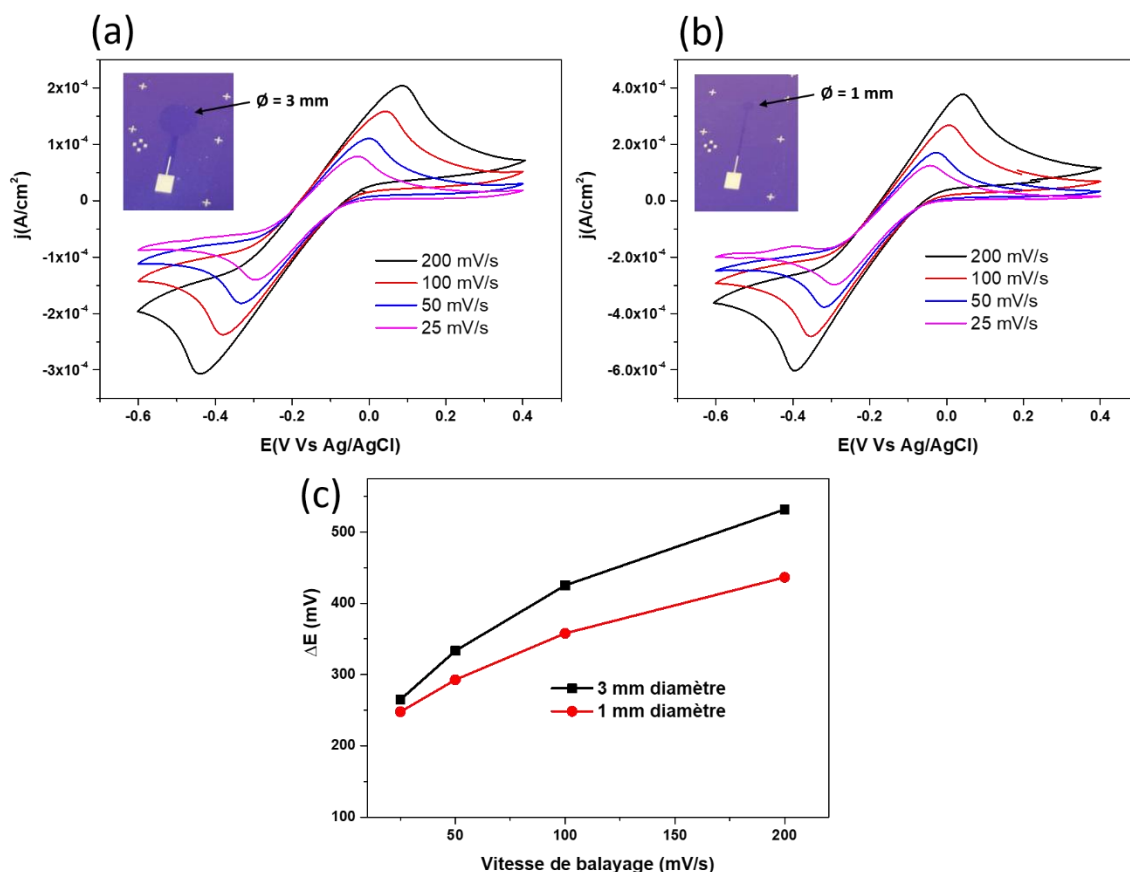 (a)
2x10⁻⁴
1x10⁻⁴
0
-1x10⁻⁴
-2x10⁻⁴
-3x10⁻⁴
j(A/cm²)
Ø = 3 mm
200 mV/s
100 mV/s
50 mV/s
25 mV/s
-0.6 -0.4 -0.2 0.0 0.2 0.4
E(V Vs Ag/AgCl)
(b)
4.0x10⁻⁴
2.0x10⁻⁴
0.0
-2.0x10⁻⁴
-4.0x10⁻⁴
-6.0x10⁻⁴
j(A/cm²)
Ø = 1 mm
200 mV/s
100 mV/s
50 mV/s
25 mV/s
-0.6 -0.4 -0.2 0.0 0.2 0.4
E(V Vs Ag/AgCl)
(c)
500
400
300
200
100
ΔE (mV)
3 mm diamètre
1 mm diamètre
50 100 150 200
Vitesse de balayage (mV/s)